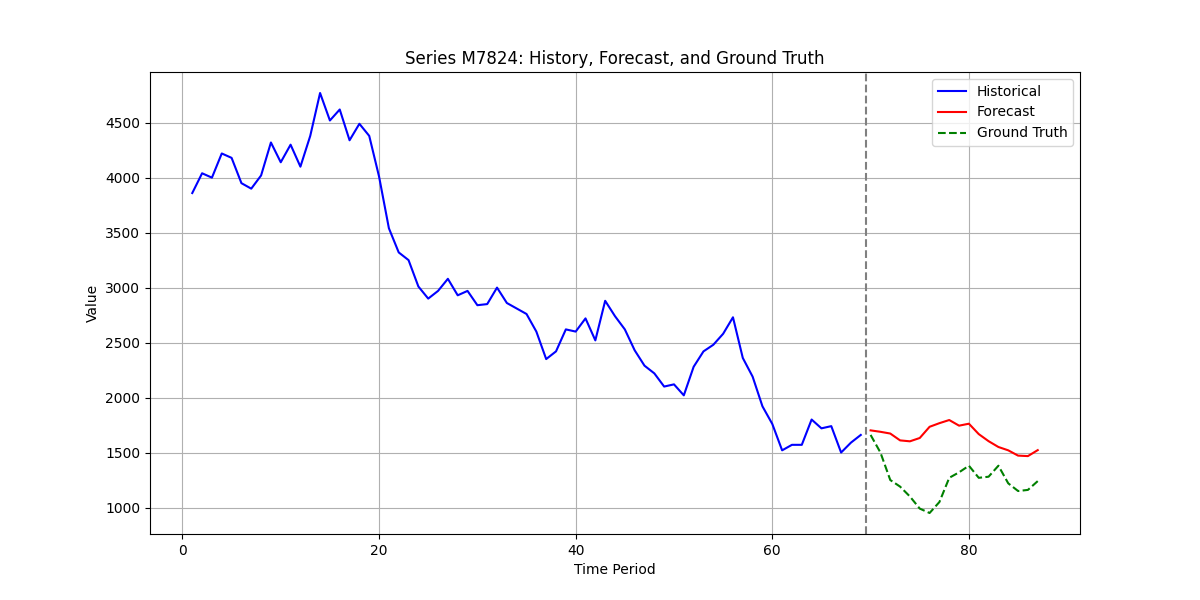 Series M7824: History, Forecast, and Ground Truth
Historical
Forecast
Ground Truth
4500
4000
3500
3000
2500
2000
1500
1000
Value
0 20 40 60 80
Time Period